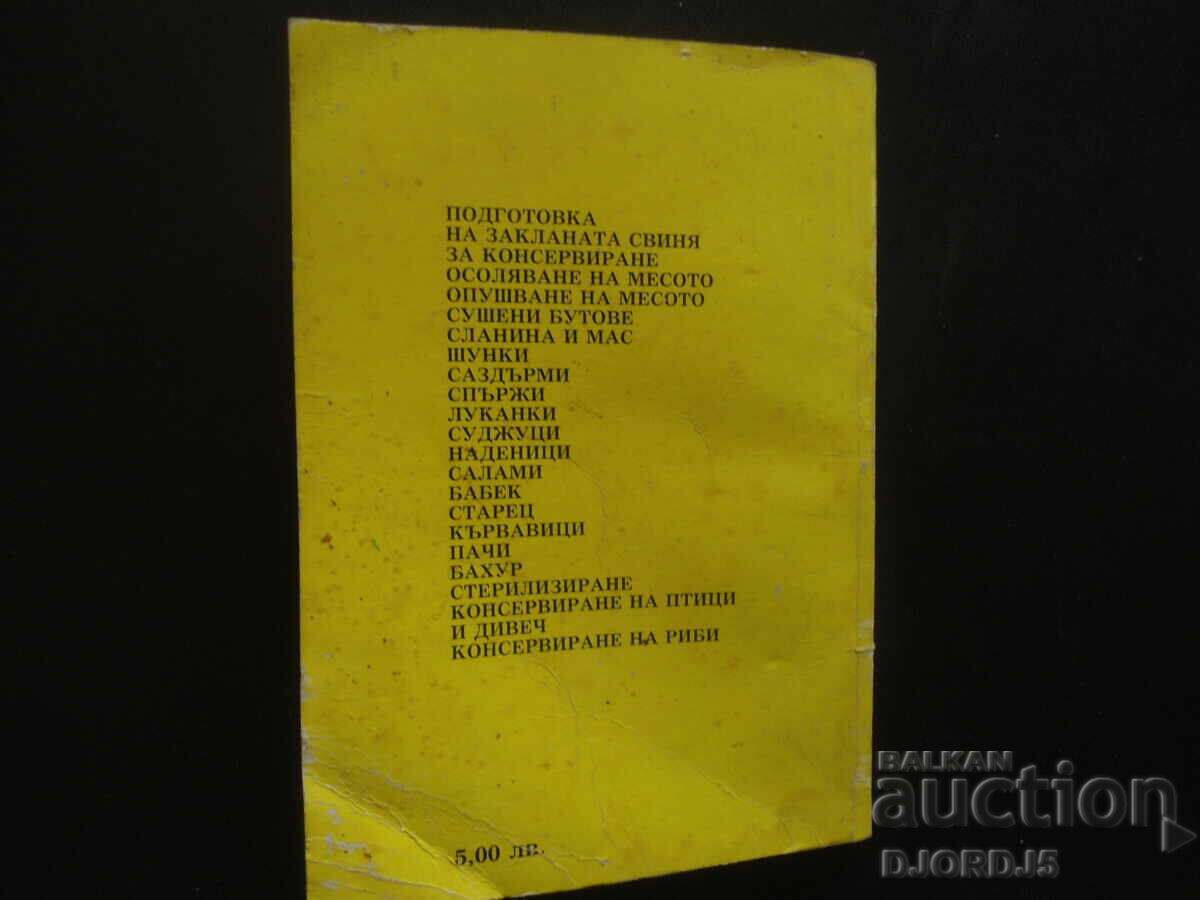 ПОДГОТОВКА
НА ЗАКЛАНАТА СВИНЯ
ЗА КОНСЕРВИРАНЕ
ОСОЛЯВАНЕ НА МЕСОТО
ОПУШВАНЕ НА МЕСОТО
СУШЕНИ БУТОВЕ
СЛАНИНА И МАС
ШУНКИ
САЗДЪРМИ
СПЪРЖИ
ЛУКАНКИ
СУДЖУЦИ
НАДЕНИЦИ
САЛАМИ
БАБЕК
СТАРЕЦ
КЪРВАВИЦИ
ПАЧИ
БАХУР
СТЕРИЛИЗИРАНЕ
КОНСЕРВИРАНЕ НА ПТИЦИ
И ДИВЕЧ
КОНСЕРВИРАНЕ НА РИБИ
5,00 лв.
BALKAN
auction
DJORDJ5